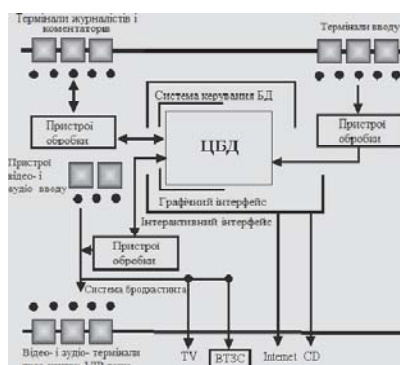 Термінали журналістів і
коментаторів
Термінали вводу
Система керування БД
Пристрої
обробки
ЦБД
Пристрої
обробки
Пристрої
відео- і
аудіо вводу
Графічний інтерфейс
Інтерактивний інтерфейс
Пристрої
обробки
Система бродкастинга
Відео- і аудіо- термінали
TV
ВТЗС
Internet
CD